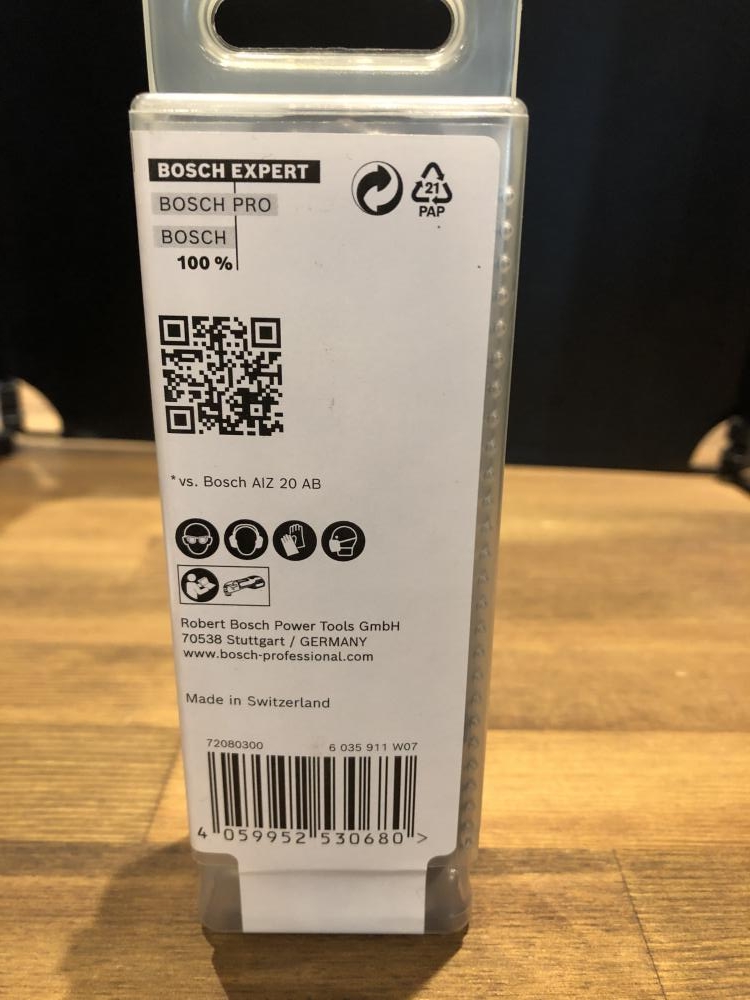 BOSCH EXPERT
BOSCH PRO
BOSCH
100 %
21
PAP
*vs. Bosch AIZ 20 AB
Robert Bosch Power Tools GmbH
70538 Stuttgart / GERMANY
www.bosch-professional.com
Made in Switzerland
72080300 6 035 911 W07
4 059952 530680 >